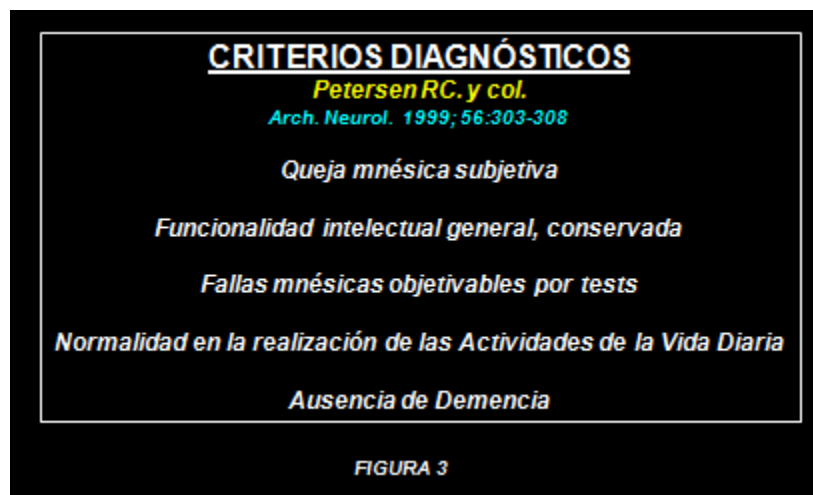 CRITERIOS DIAGNÓSTICOS
Petersen RC. y col.
Arch. Neurol. 1999; 56:303-308
Queja mnésica subjetiva
Funcionalidad intelectual general, conservada
Fallas mnésicas objetivables por tests
Normalidad en la realización de las Actividades de la Vida Diaria
Ausencia de Demencia
FIGURA 3